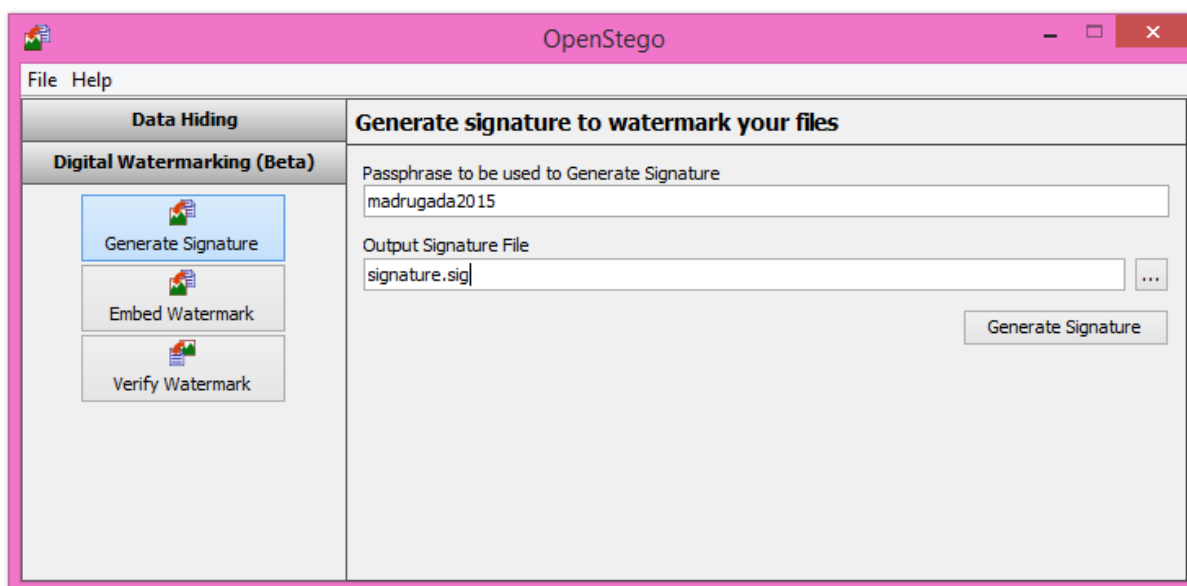 OpenStego
File Help
Data Hiding
Digital Watermarking (Beta)
Generate Signature
Embed Watermark
Verify Watermark
Generate signature to watermark your files
Passphrase to be used to Generate Signature
madrugada2015
Output Signature File
signature.sig
...
Generate Signature